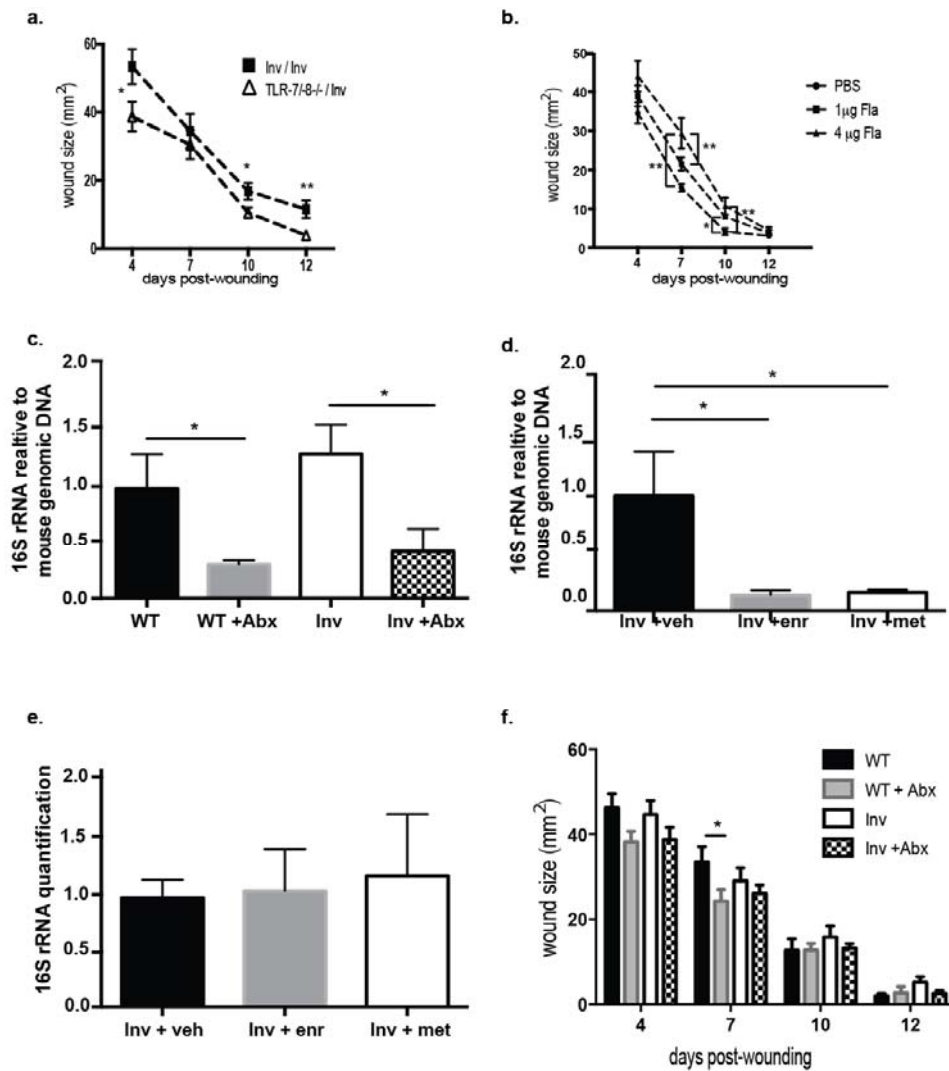 a.
60
40
20
0
wound size (mm²)
4 7 10 12
days post-wounding
Inv / Inv
TLR-7/-8-/- / Inv
*
*
**
b.
50
40
30
20
10
0
wound size (mm²)
4 7 10 12
days post-wounding
PBS
1µg Fla
4 µg Fla
**
**
*
**
c.
2.0
1.5
1.0
0.5
0.0
16S rRNA realtive to
mouse genomic DNA
*
*
WT WT +Abx Inv Inv +Abx
d.
2.0
1.5
1.0
0.5
0.0
16S rRNA realtive to
mouse genomic DNA
*
*
Inv +veh Inv +enr Inv +met
e.
2.0
1.5
1.0
0.5
0.0
16S rRNA quantification
Inv + veh Inv + enr Inv + met
f.
60
40
20
0
wound size (mm²)
*
WT
WT + Abx
Inv
Inv +Abx
4 7 10 12
days post-wounding